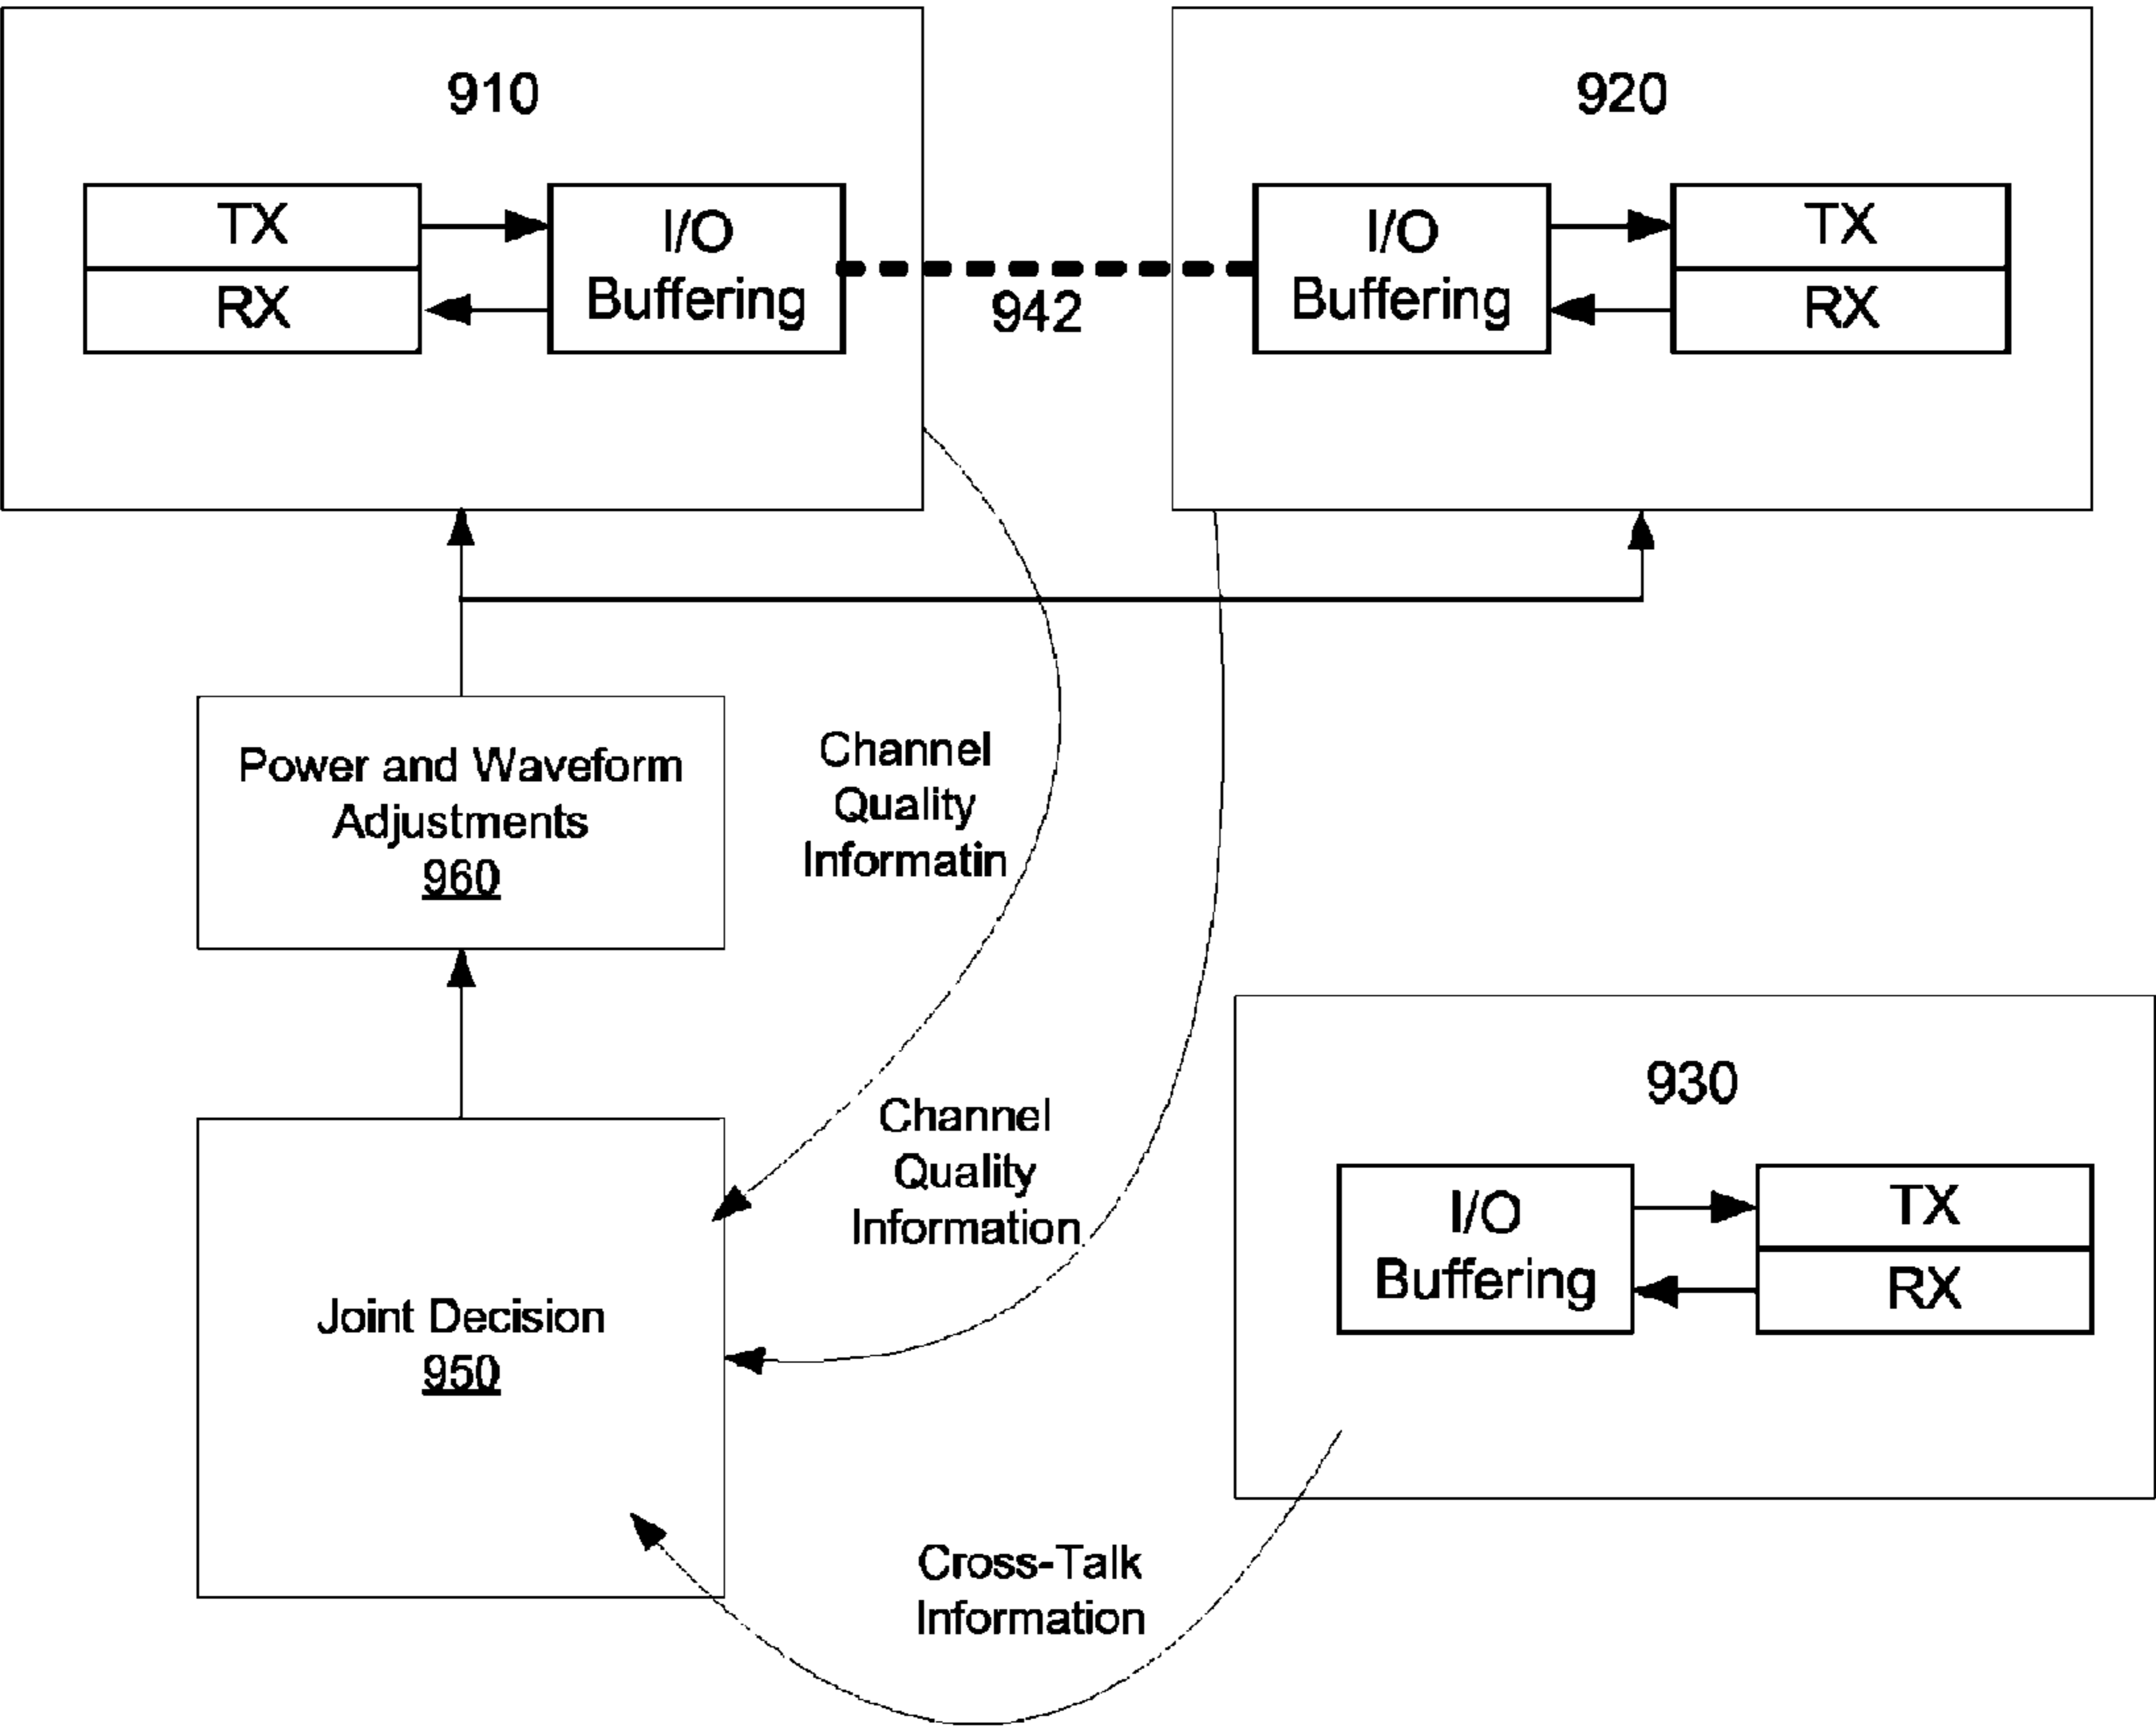 910
TX
RX
I/O
Buffering
942
920
I/O
Buffering
TX
RX
Power and Waveform
Adjustments
960
Channel
Quality
Informatin
Channel
Quality
Information
Joint Decision
950
930
I/O
Buffering
TX
RX
Cross-Talk
Information